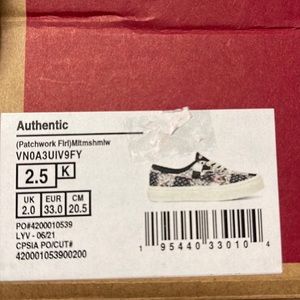 Authentic
(Patchwork Flrl)Mltmshmlw
VN0A3UIV9FY
2.5 K
UK EUR CM
2.0 33.0 20.5
PO#4200010539
LYV - 06/21
CPSIA PO/CUT#
420001053900200
1 95440 33010 4